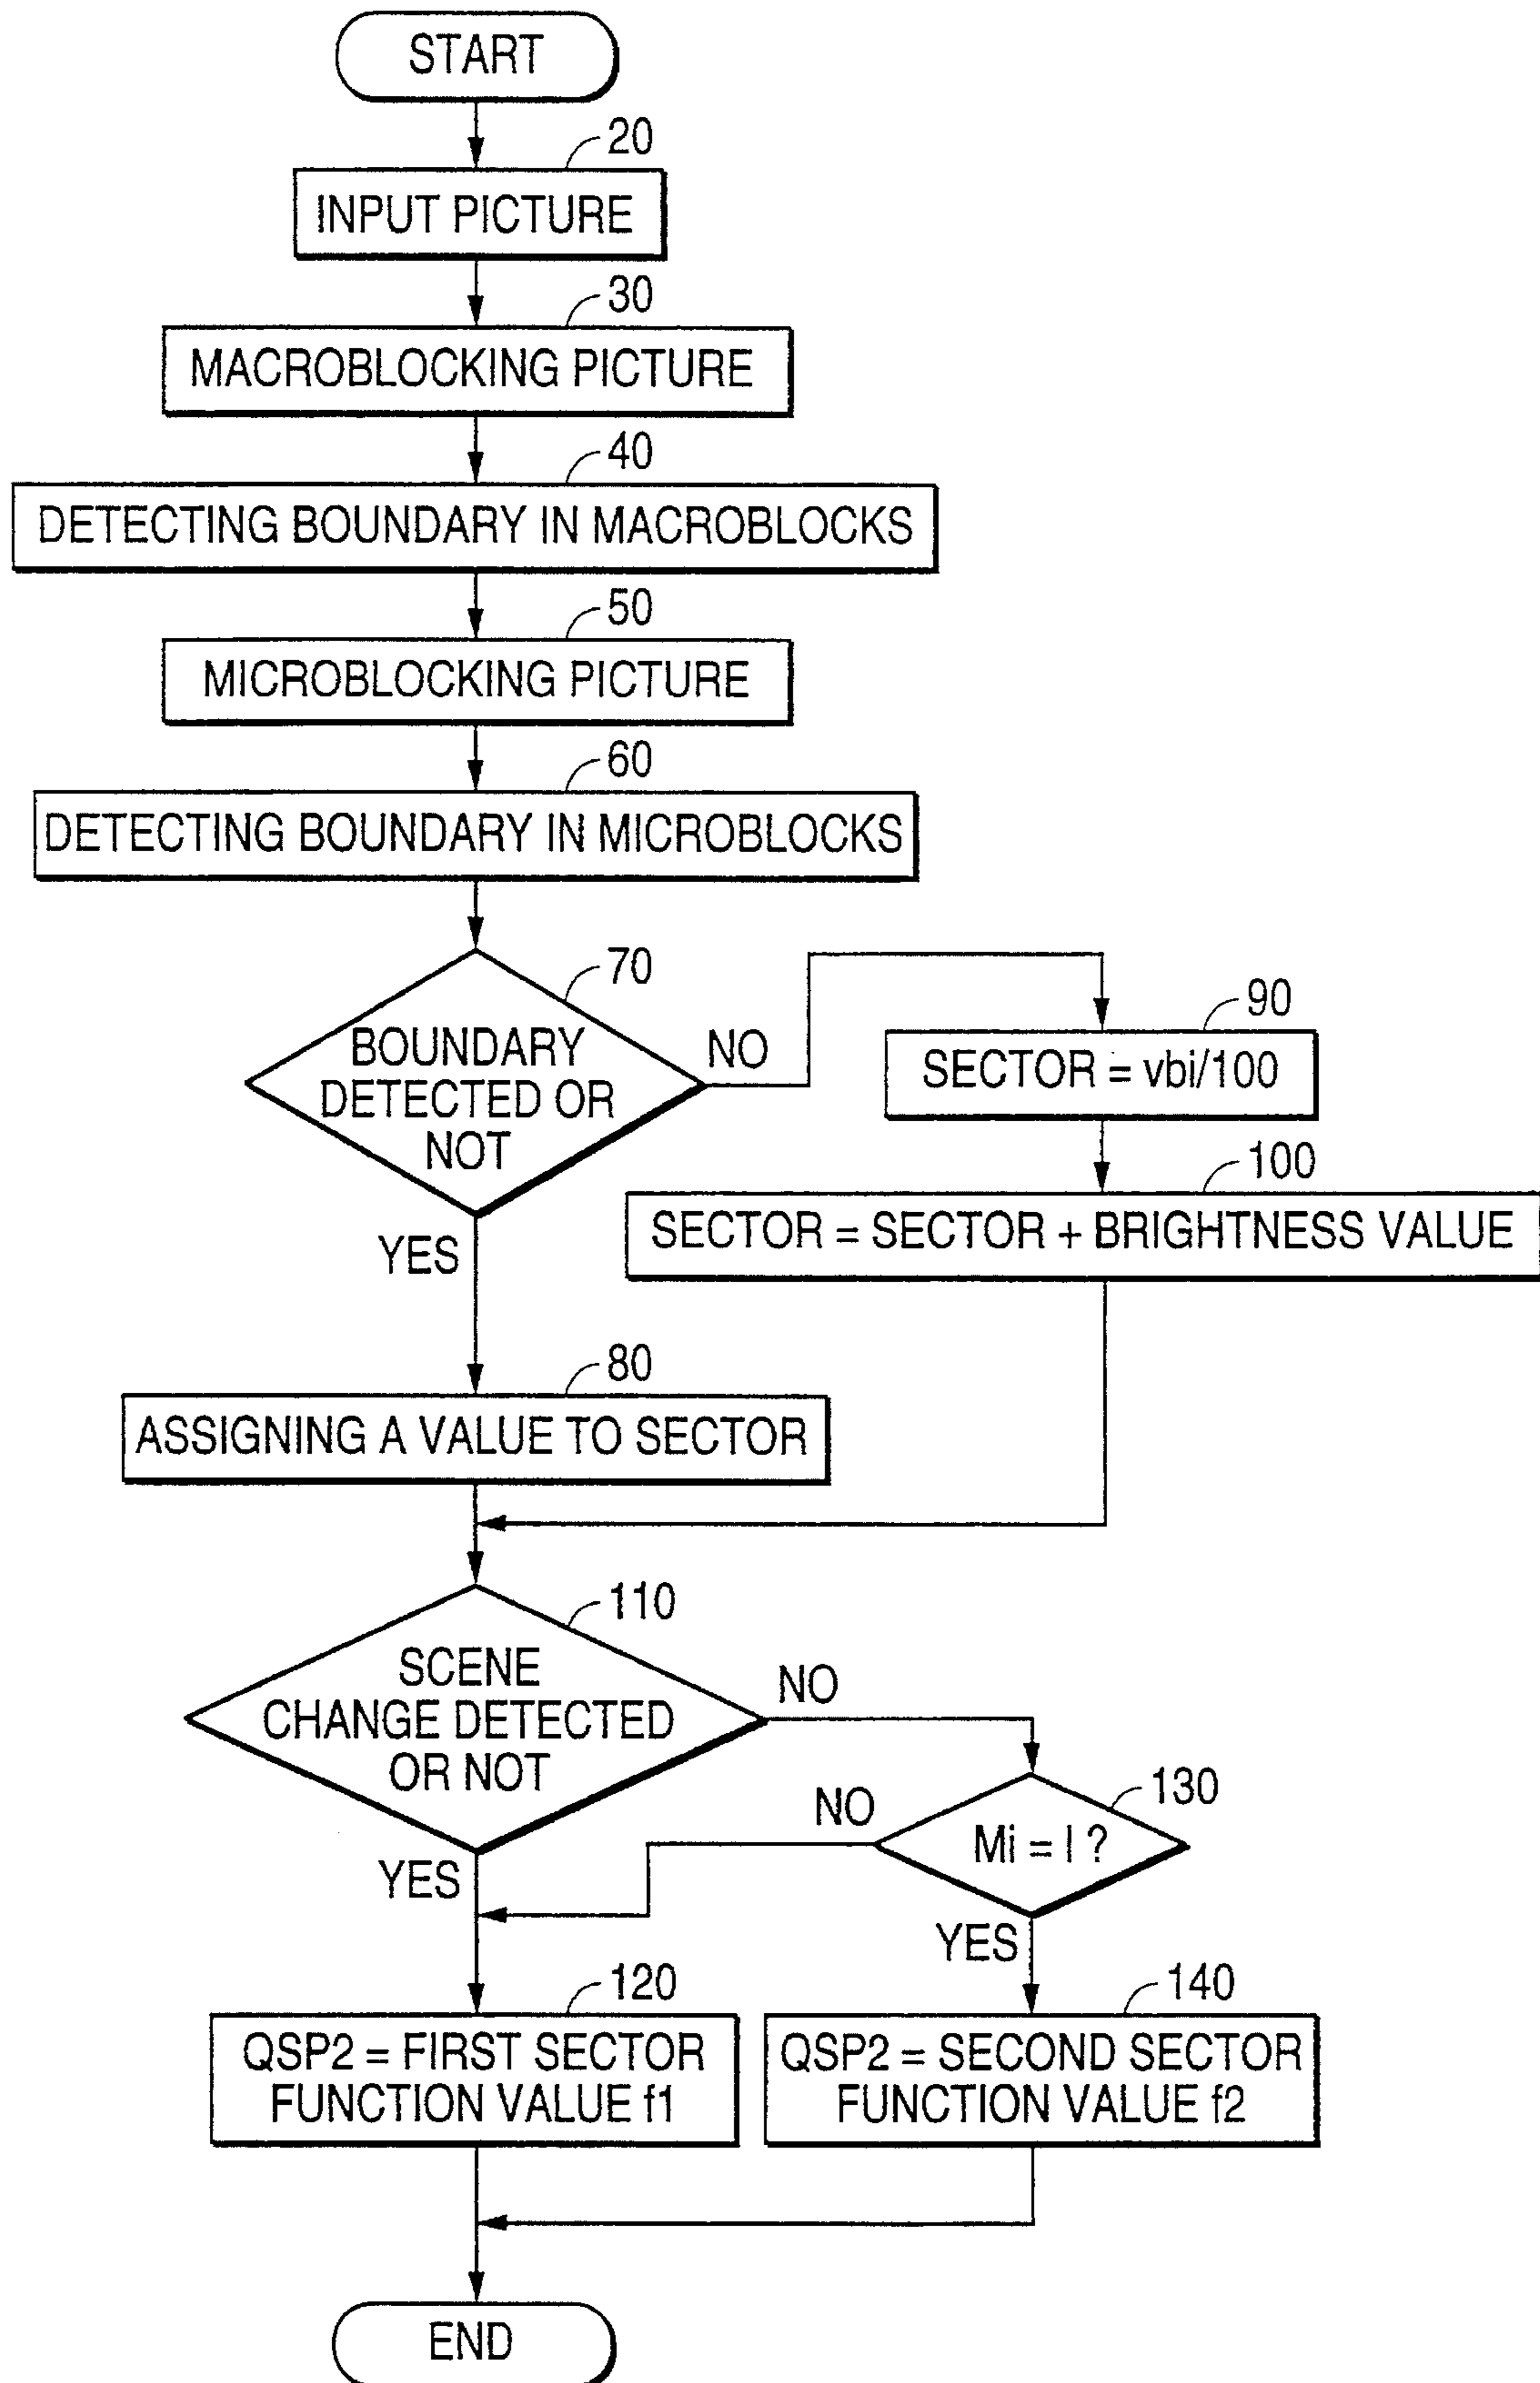 START
20
INPUT PICTURE
30
MACROBLOCKING PICTURE
40
DETECTING BOUNDARY IN MACROBLOCKS
50
MICROBLOCKING PICTURE
60
DETECTING BOUNDARY IN MICROBLOCKS
70
BOUNDARY
DETECTED OR
NOT
NO
YES
90
SECTOR = vbi/100
100
SECTOR = SECTOR + BRIGHTNESS VALUE
80
ASSIGNING A VALUE TO SECTOR
110
SCENE
CHANGE DETECTED
OR NOT
NO
YES
130
Mi = I ?
NO
YES
120
QSP2 = FIRST SECTOR
FUNCTION VALUE f1
140
QSP2 = SECOND SECTOR
FUNCTION VALUE f2
END